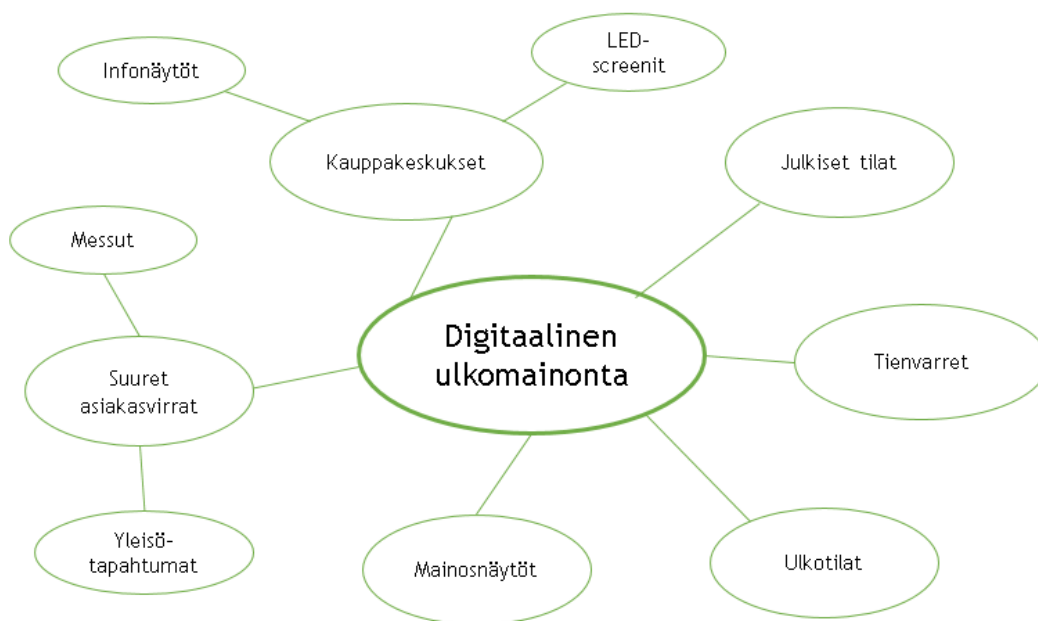 LED-
screenit
Infonäytöt
Kauppakeskukset
Julkiset tilat
Messut
Digitaalinen
ulkomainonta
Tienvarret
Suuret
asiakasvirrat
Yleisö-
tapahtumat
Mainosnäytöt
Ulkotilat